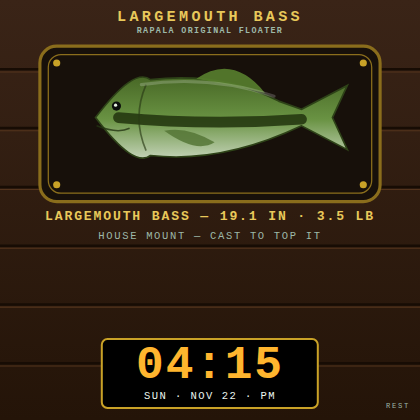 LARGEMOUTH BASS
RAPALA ORIGINAL FLOATER
LARGEMOUTH BASS — 19.1 IN · 3.5 LB
HOUSE MOUNT — CAST TO TOP IT
04:15
SUN · NOV 22 · PM
REST